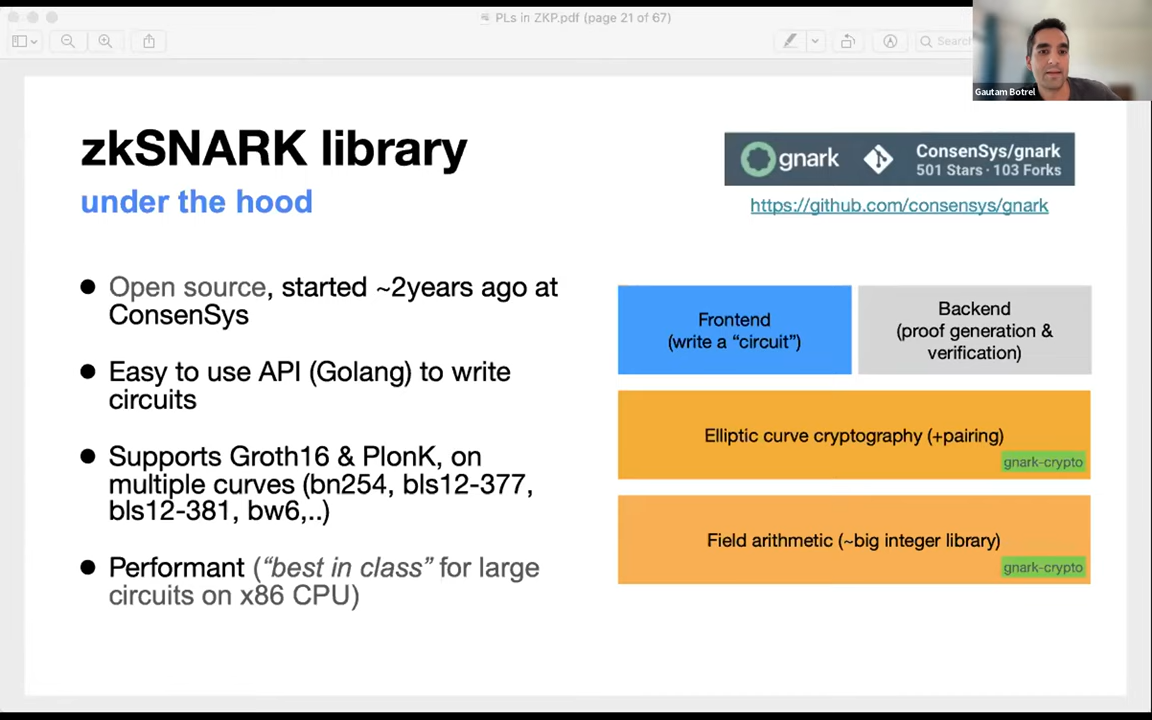 PLs in ZKP.pdf (page 21 of 67)
Search
Gautam Botrel
zkSNARK library
under the hood
gnark
ConsenSys/gnark
501 Stars · 103 Forks
https://github.com/consensys/gnark
● Open source, started ~2years ago at
ConsenSys
● Easy to use API (Golang) to write
circuits
● Supports Groth16 & PlonK, on
multiple curves (bn254, bls12-377,
bls12-381, bw6,..)
● Performant (“best in class” for large
circuits on x86 CPU)
Frontend
(write a “circuit”)
Backend
(proof generation &
verification)
Elliptic curve cryptography (+pairing)
gnark-crypto
Field arithmetic (~big integer library)
gnark-crypto